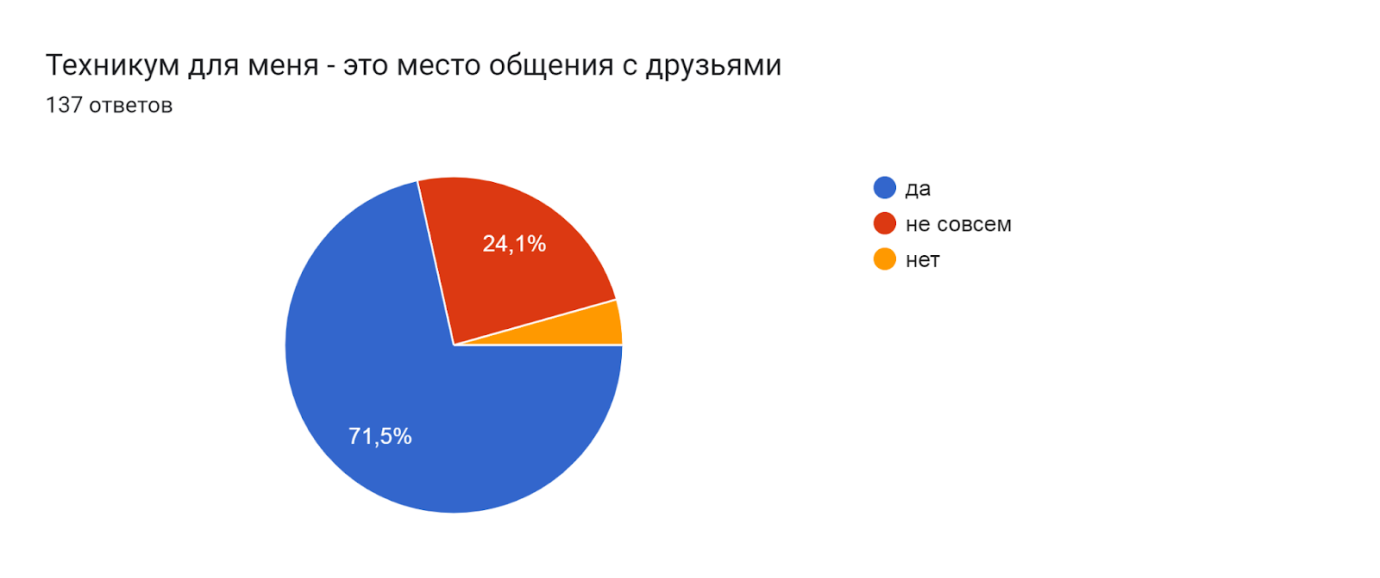 Техникум для меня - это место общения с друзьями
137 ответов
да
не совсем
нет
24,1%
71,5%